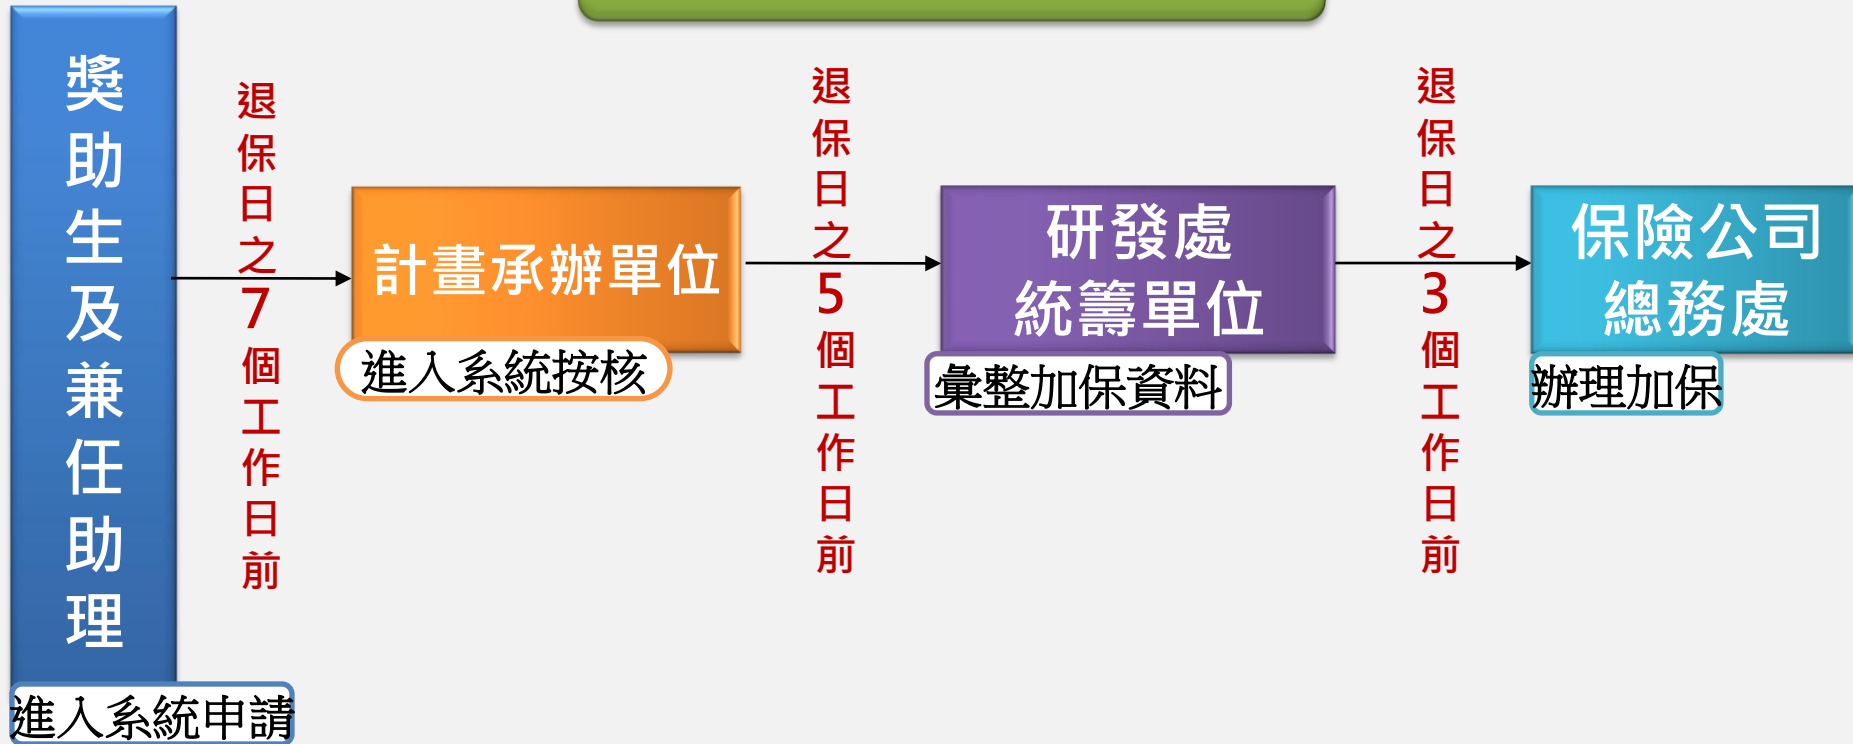 獎助生及兼任助理
進入系統申請
退保日之7個工作日前
計畫承辦單位
進入系統按核
退保日之5個工作日前
研發處
統籌單位
彙整加保資料
退保日之3個工作日前
保險公司
總務處
辦理加保